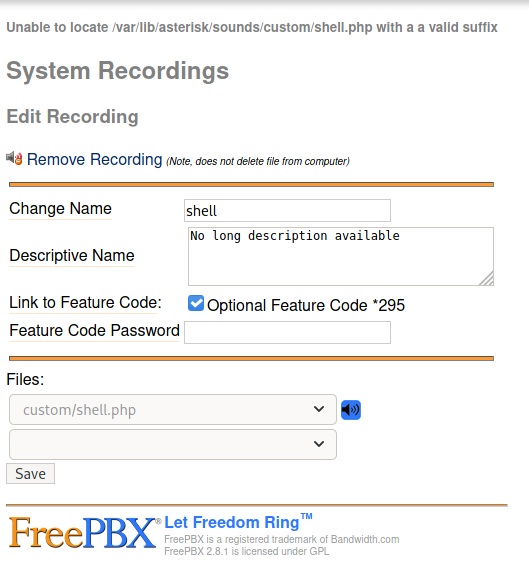 Unable to locate /var/lib/asterisk/sounds/custom/shell.php with a a valid suffix
System Recordings
Edit Recording
Remove Recording (Note, does not delete file from computer)
Change Name shell
Descriptive Name No long description available
Link to Feature Code: Optional Feature Code *295
Feature Code Password
Files:
custom/shell.php
Save
FreePBX® Let Freedom Ring™
FreePBX is a registered trademark of Bandwidth.com
FreePBX 2.8.1 is licensed under GPL